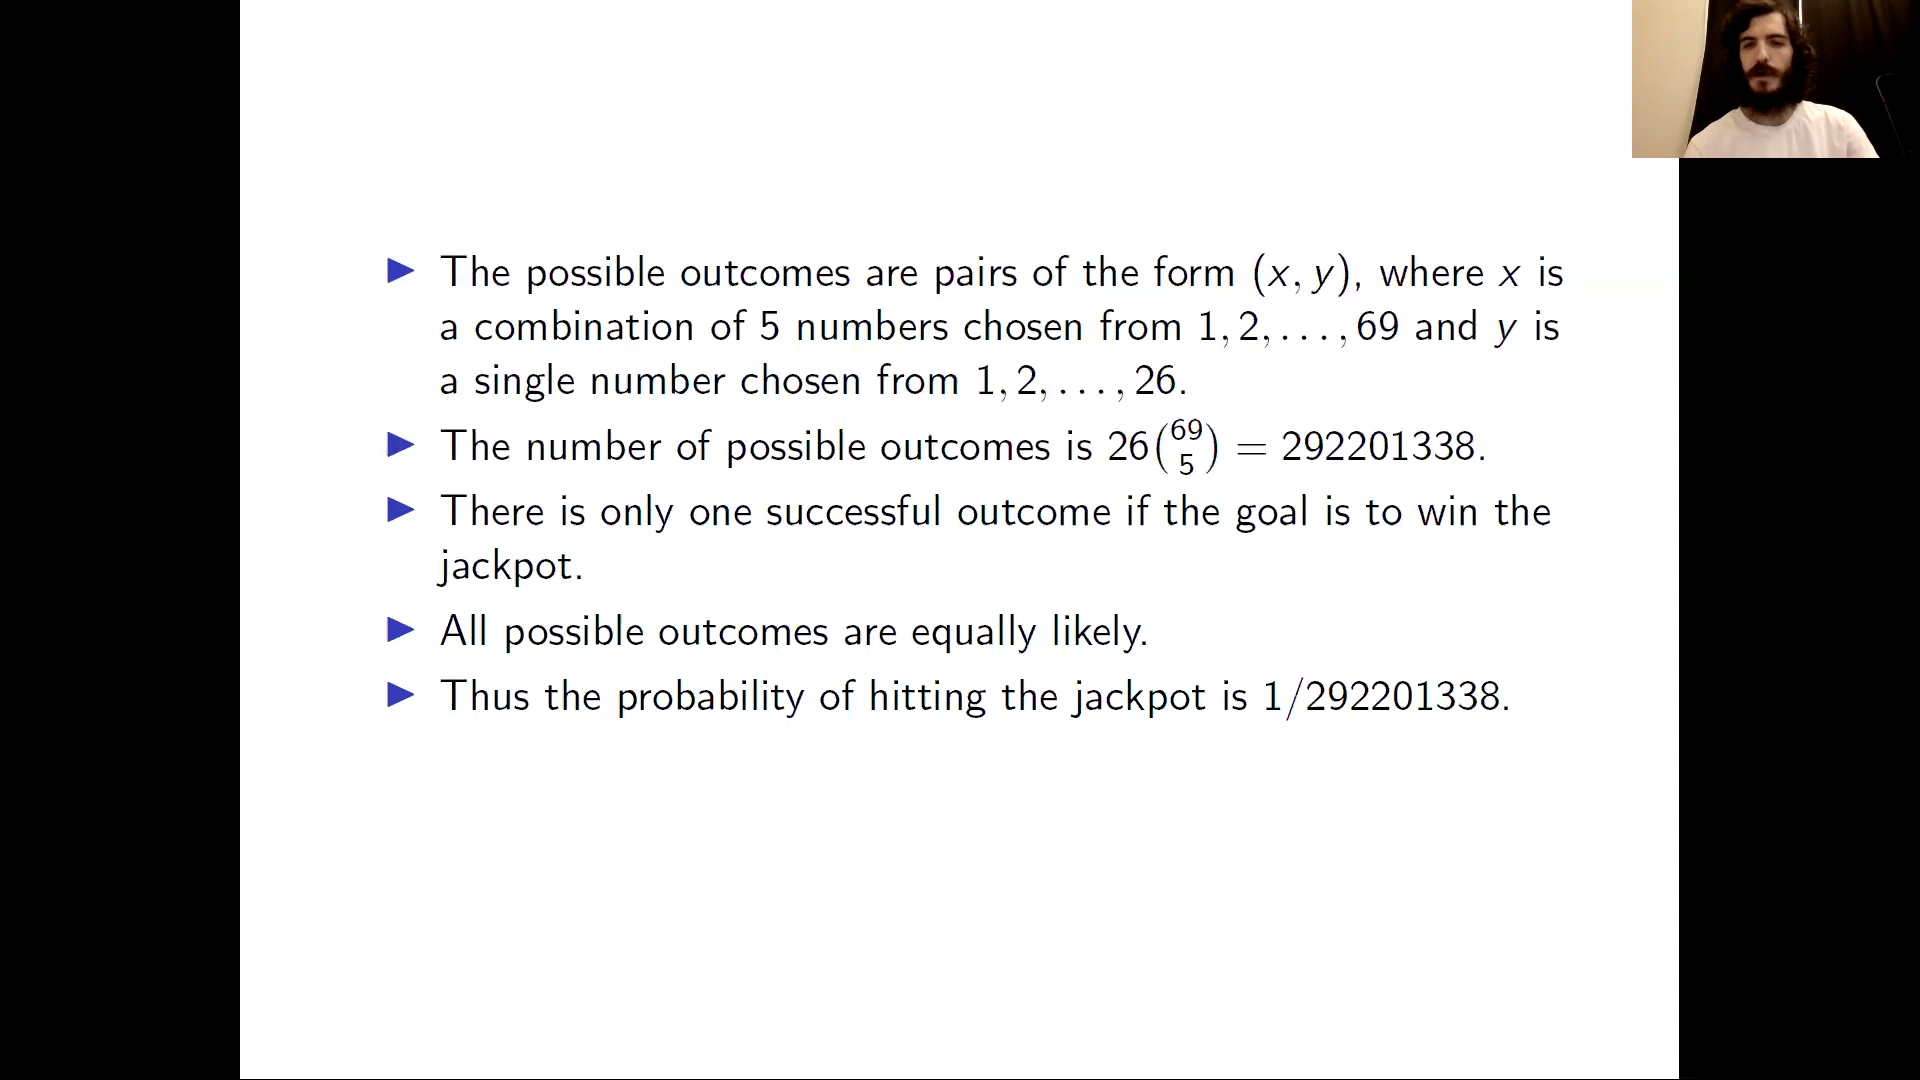 ▶ The possible outcomes are pairs of the form (x, y), where x is
a combination of 5 numbers chosen from 1, 2, . . . , 69 and y is
a single number chosen from 1, 2, . . . , 26.
▶ The number of possible outcomes is 26(69 5) = 292201338.
▶ There is only one successful outcome if the goal is to win the
jackpot.
▶ All possible outcomes are equally likely.
▶ Thus the probability of hitting the jackpot is 1/292201338.